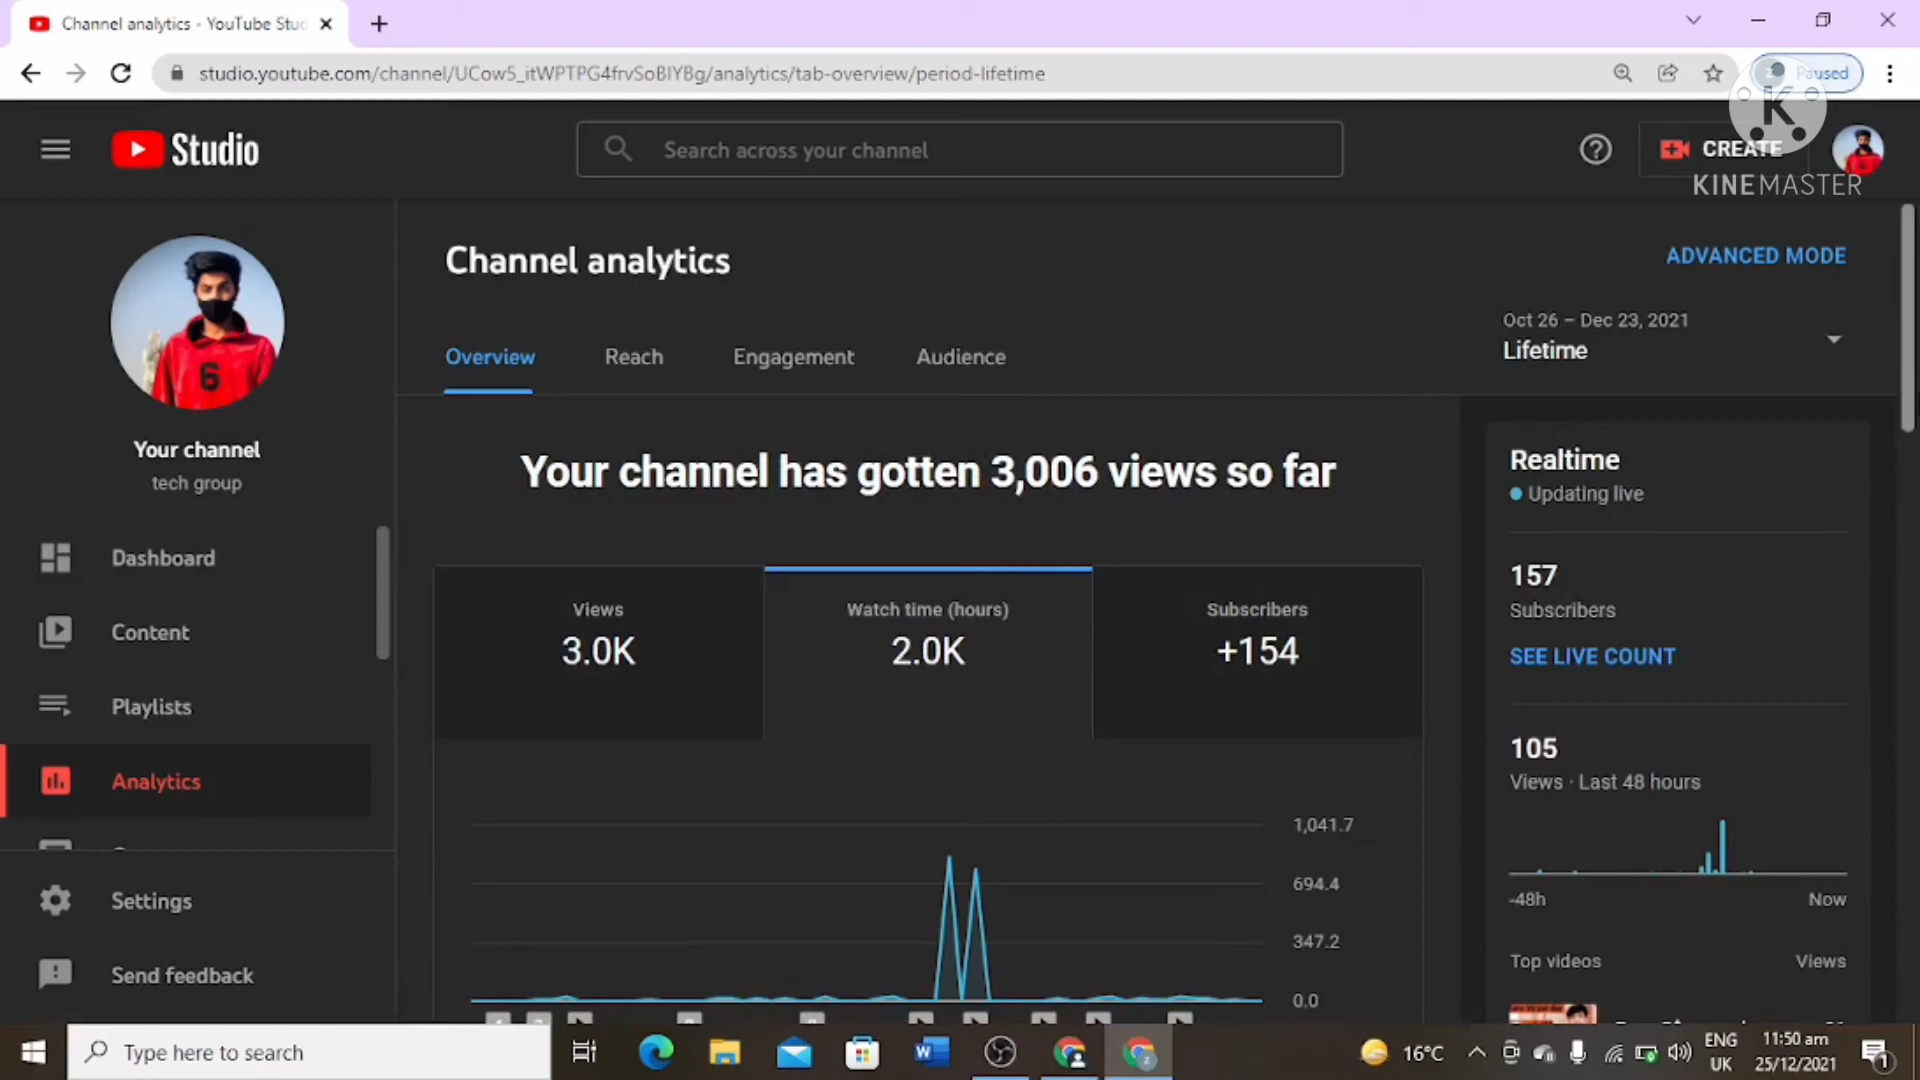 Channel analytics - YouTube Stud
studio.youtube.com/channel/UCow5_itWPTPG4frvSoBIYBg/analytics/tab-overview/period-lifetime
Paused
Studio
Search across your channel
CREATE
K
KINEMASTER
Channel analytics
ADVANCED MODE
Oct 26 – Dec 23, 2021
Lifetime
Overview
Reach
Engagement
Audience
6
Your channel
tech group
Your channel has gotten 3,006 views so far
Realtime
Updating live
Dashboard
Content
Playlists
Analytics
Settings
Send feedback
Views
3.0K
Watch time (hours)
2.0K
Subscribers
+154
157
Subscribers
SEE LIVE COUNT
105
Views · Last 48 hours
1,041.7
694.4
347.2
0.0
-48h
Now
Top videos
Views
Type here to search
16°C
ENG
UK
11:50 am
25/12/2021
1